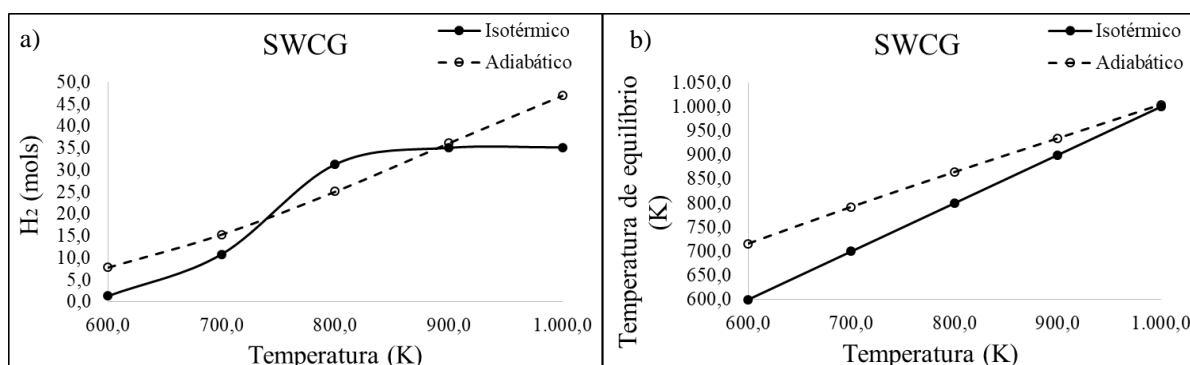 a)
SWCG
Isotérmico
Adiabático
H₂ (mols)
50,0
45,0
40,0
35,0
30,0
25,0
20,0
15,0
10,0
5,0
0,0
600,0 700,0 800,0 900,0 1.000,0
Temperatura (K)
b)
SWCG
Isotérmico
Adiabático
Temperatura de equilíbrio
(K)
1.050,0
1.000,0
950,0
900,0
850,0
800,0
750,0
700,0
650,0
600,0
600,0 700,0 800,0 900,0 1.000,0
Temperatura (K)